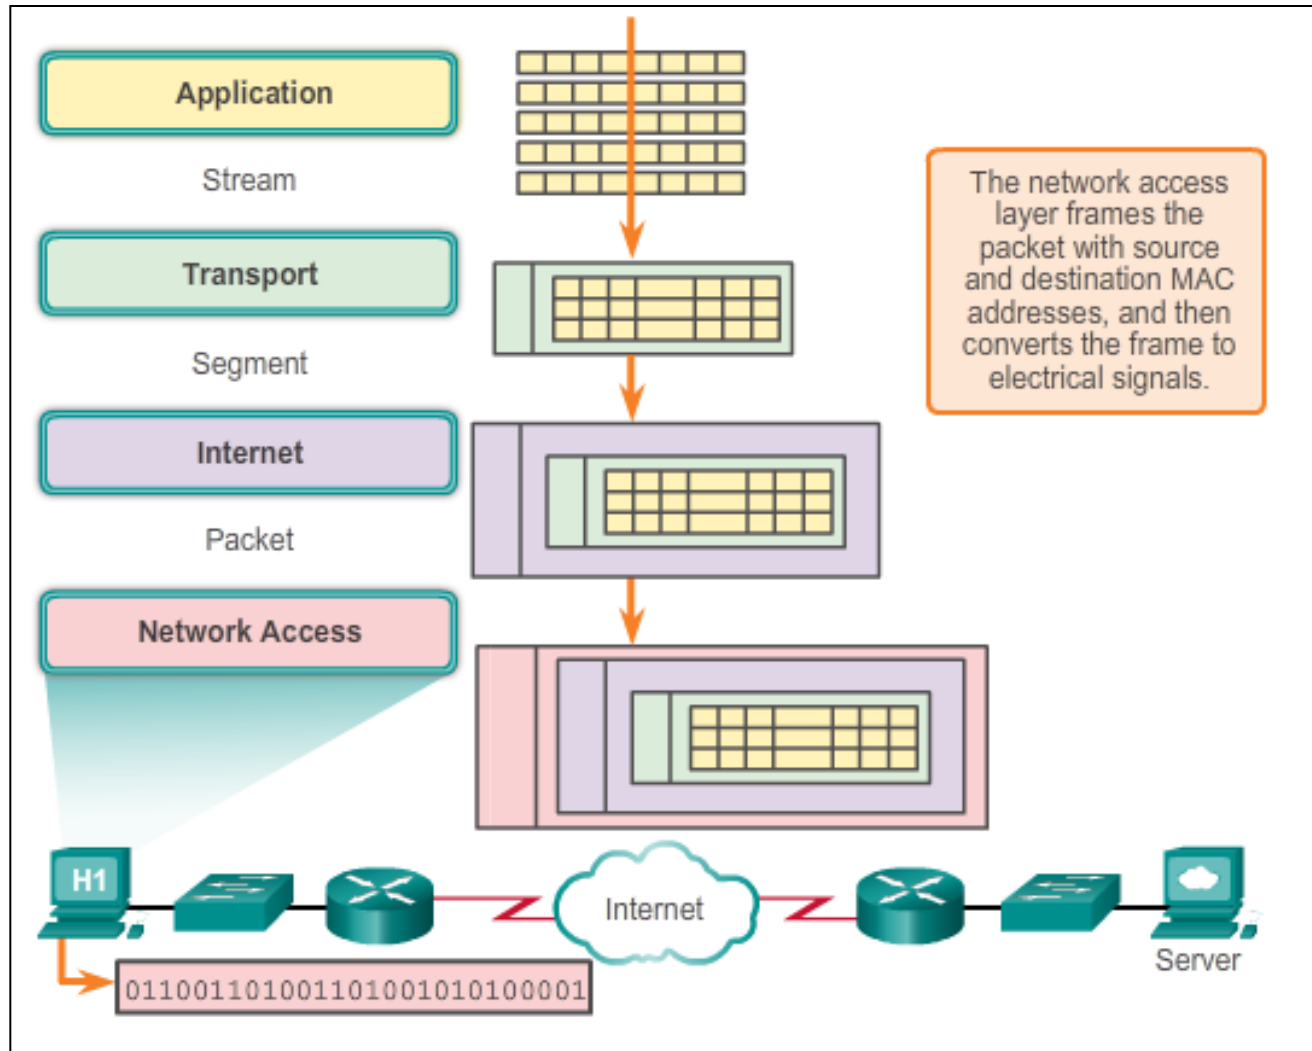 Application
Stream
Transport
Segment
Internet
Packet
Network Access
The network access
layer frames the
packet with source
and destination MAC
addresses, and then
converts the frame to
electrical signals.
H1
Internet
Server
011001101001101001010100001